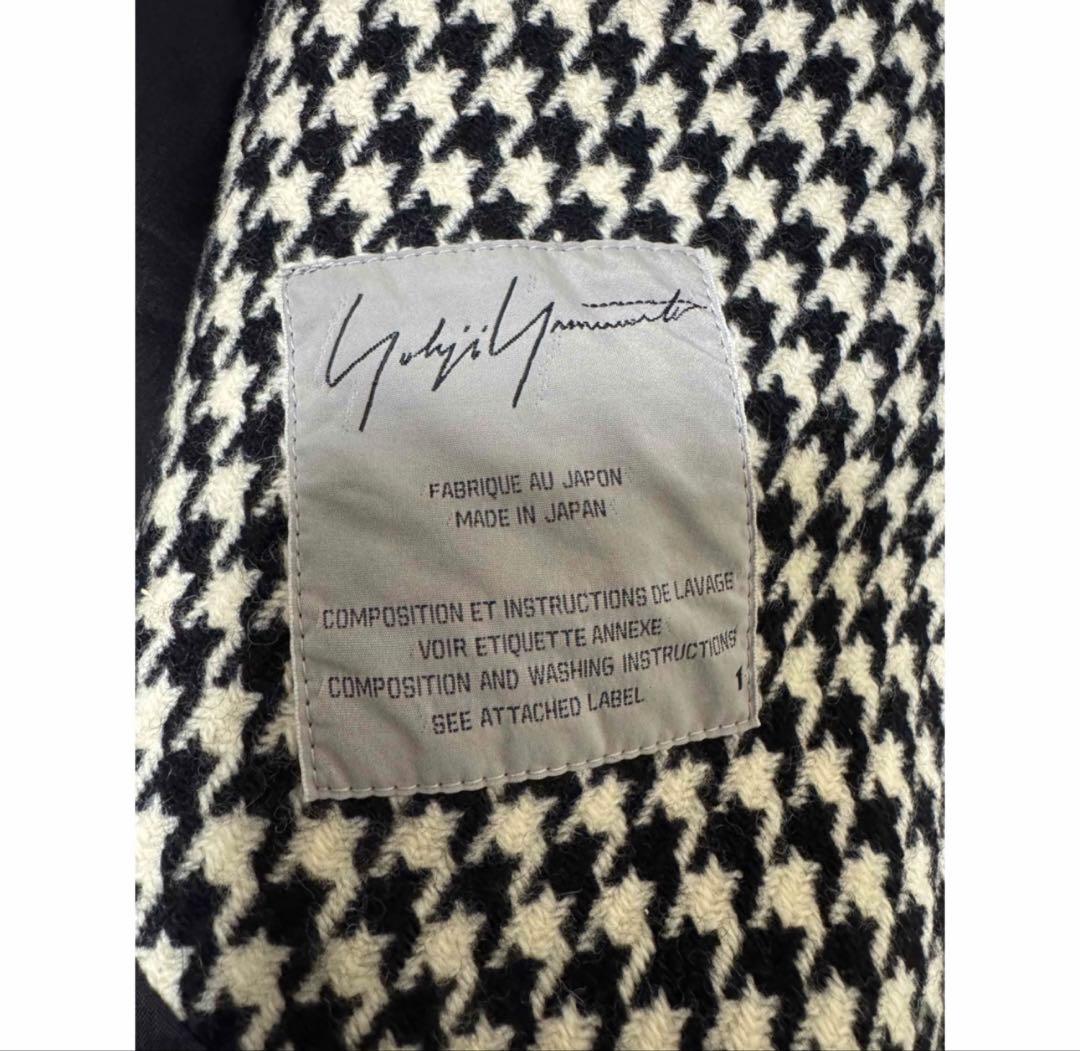 Yohji Yamamoto
FABRIQUE AU JAPON
MADE IN JAPAN
COMPOSITION ET INSTRUCTIONS DE LAVAGE
VOIR ETIQUETTE ANNEXE
COMPOSITION AND WASHING INSTRUCTIONS
SEE ATTACHED LABEL
1